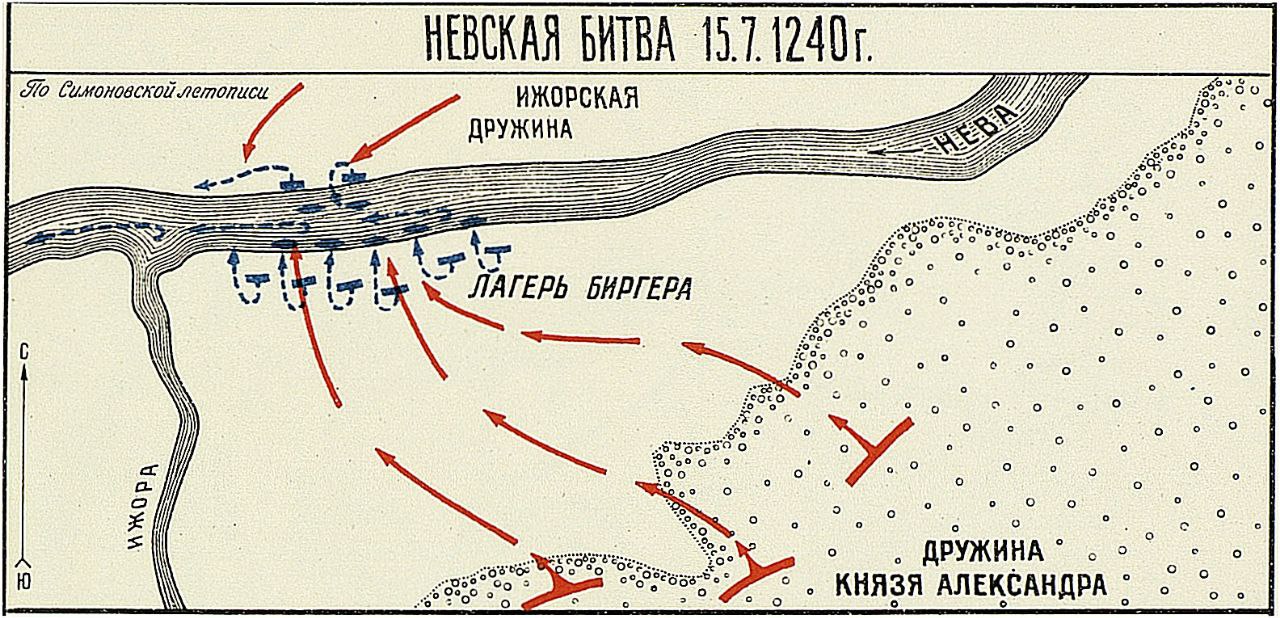 НЕВСКАЯ БИТВА 15.7.1240г.
По Симоновской летописи
ИЖОРСКАЯ
ДРУЖИНА
НЕВА
ЛАГЕРЬ БИРГЕРА
С
Ю
ИЖОРА
ДРУЖИНА
КНЯЗЯ АЛЕКСАНДРА